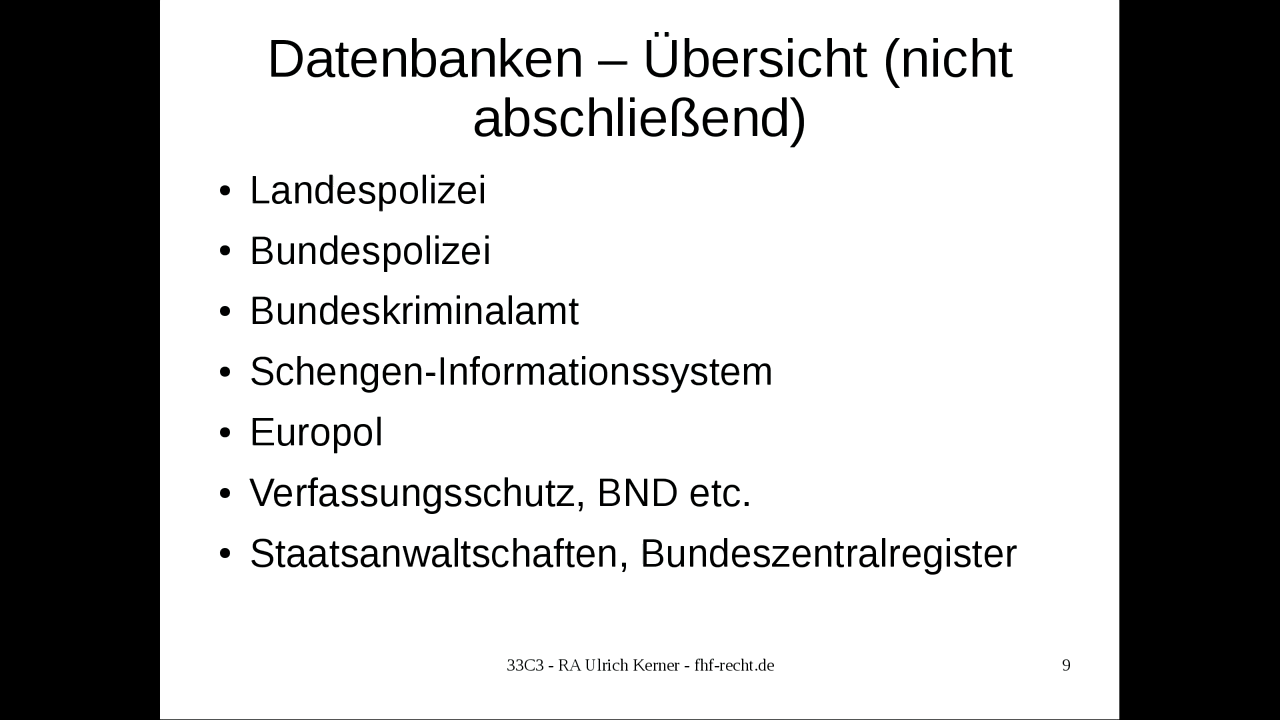 Datenbanken – Übersicht (nicht
abschließend)
• Landespolizei
• Bundespolizei
• Bundeskriminalamt
• Schengen-Informationssystem
• Europol
• Verfassungsschutz, BND etc.
• Staatsanwaltschaften, Bundeszentralregister
33C3 - RA Ulrich Kerner - fhf-recht.de
9